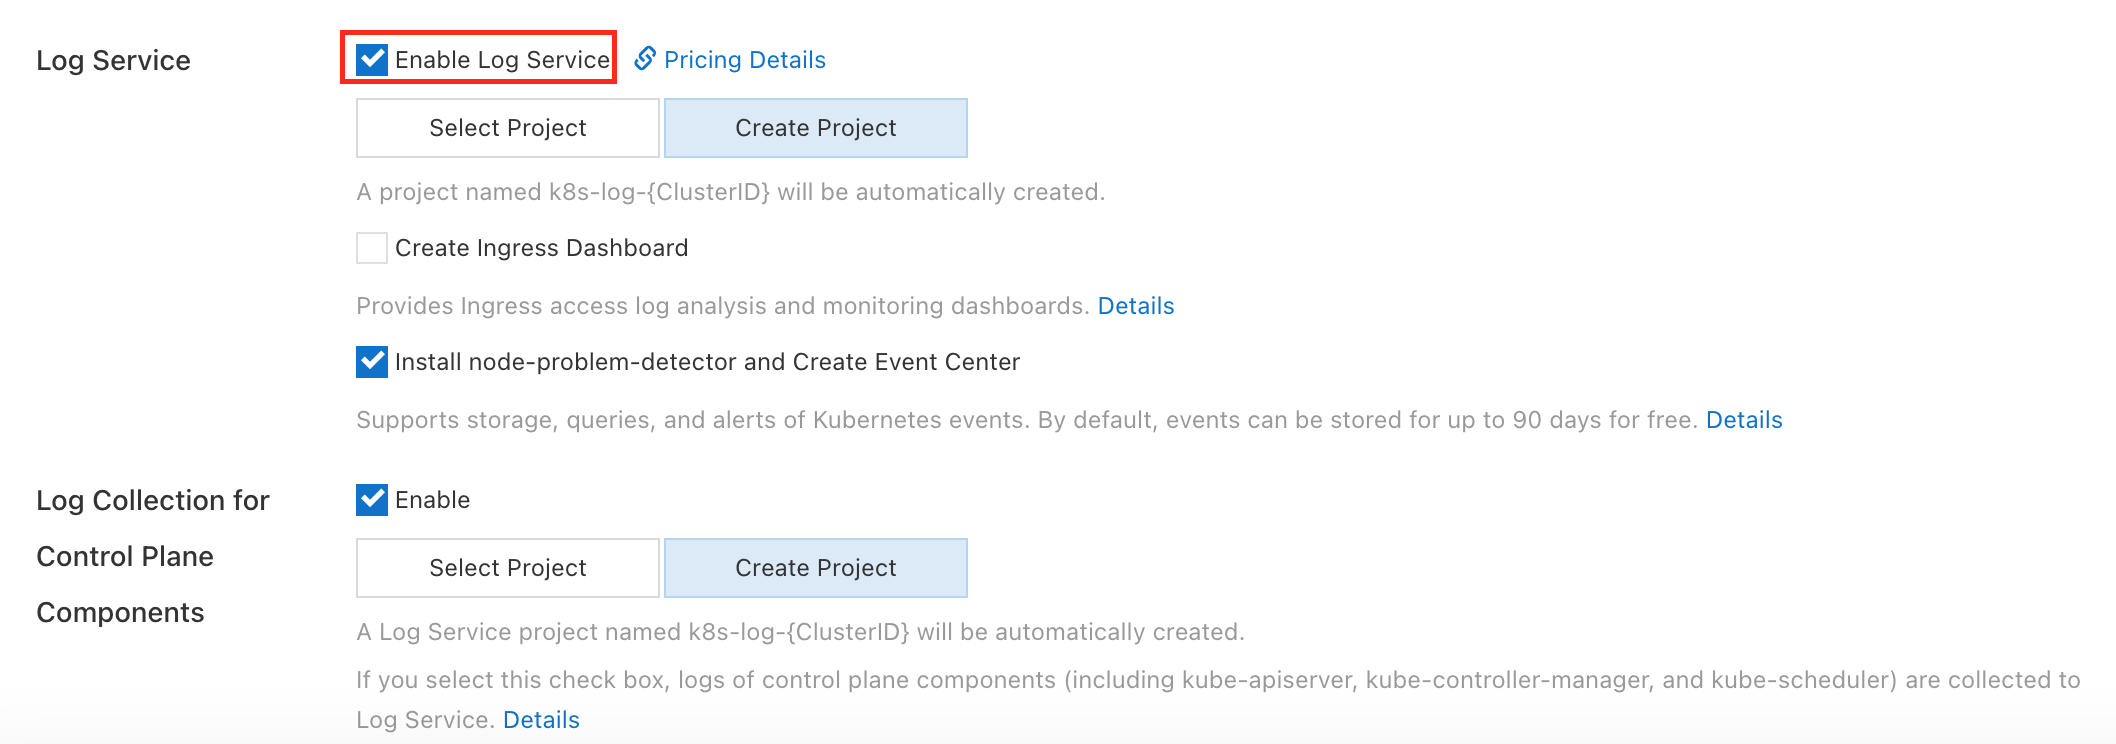 Log Service
Enable Log Service
Pricing Details
Select Project
Create Project
A project named k8s-log-{ClusterID} will be automatically created.
Create Ingress Dashboard
Provides Ingress access log analysis and monitoring dashboards. Details
Install node-problem-detector and Create Event Center
Supports storage, queries, and alerts of Kubernetes events. By default, events can be stored for up to 90 days for free. Details
Log Collection for
Control Plane
Components
Enable
Select Project
Create Project
A Log Service project named k8s-log-{ClusterID} will be automatically created.
If you select this check box, logs of control plane components (including kube-apiserver, kube-controller-manager, and kube-scheduler) are collected to
Log Service. Details